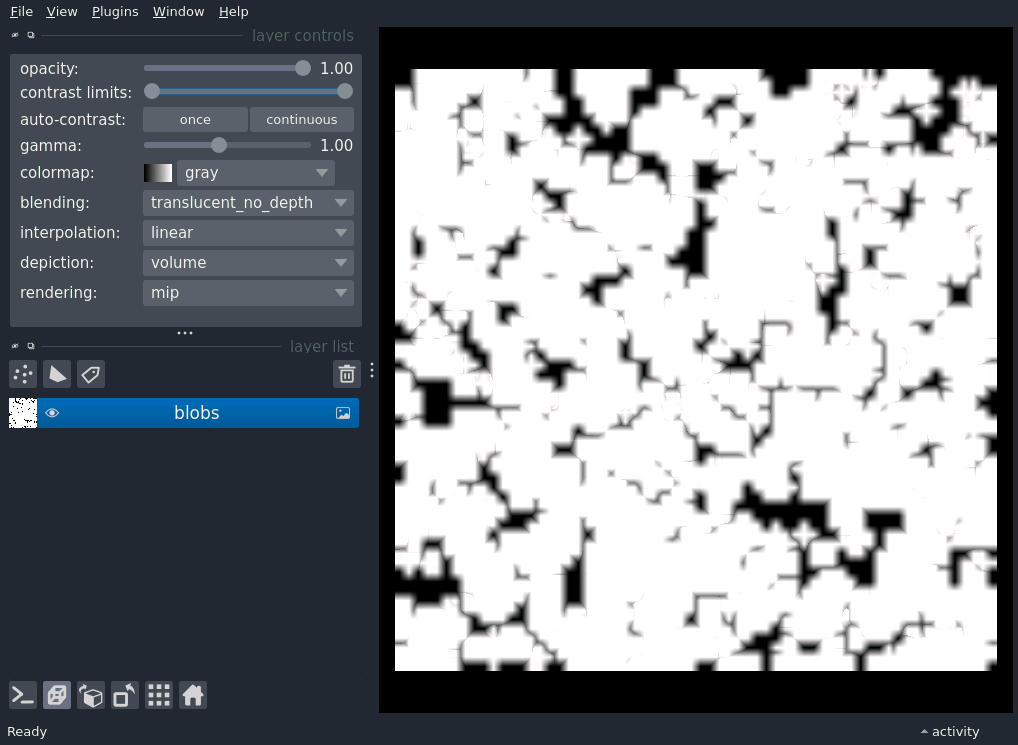 File View Plugins Window Help
layer controls
opacity: 1.00
contrast limits:
auto-contrast: once continuous
gamma: 1.00
colormap: gray
blending: translucent_no_depth
interpolation: linear
depiction: volume
rendering: mip
layer list
blobs
Ready activity